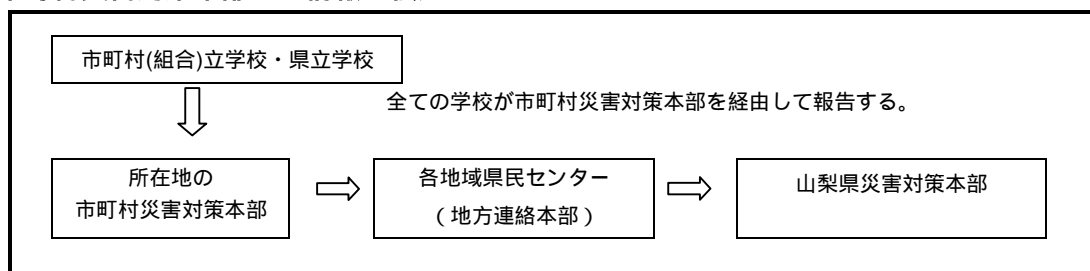 市町村(組合)立学校・県立学校
全ての学校が市町村災害対策本部を経由して報告する。
所在地の
市町村災害対策本部
各地域県民センター
(地方連絡本部)
山梨県災害対策本部